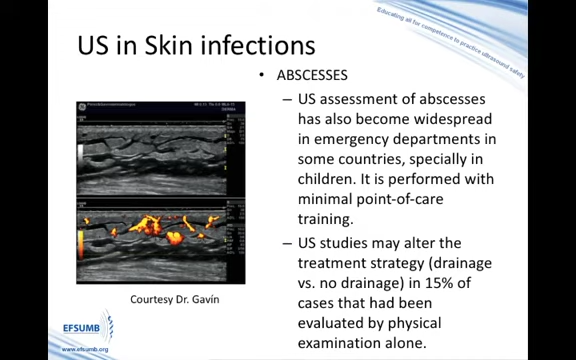 Educating all for competence to practice ultrasound safely
US in Skin infections
• ABSCESSES
– US assessment of abscesses
has also become widespread
in emergency departments in
some countries, specially in
children. It is performed with
minimal point-of-care
training.
– US studies may alter the
treatment strategy (drainage
vs. no drainage) in 15% of
cases that had been
evaluated by physical
examination alone.
Courtesy Dr. Gavín
EFSUMB
www.efsumb.org